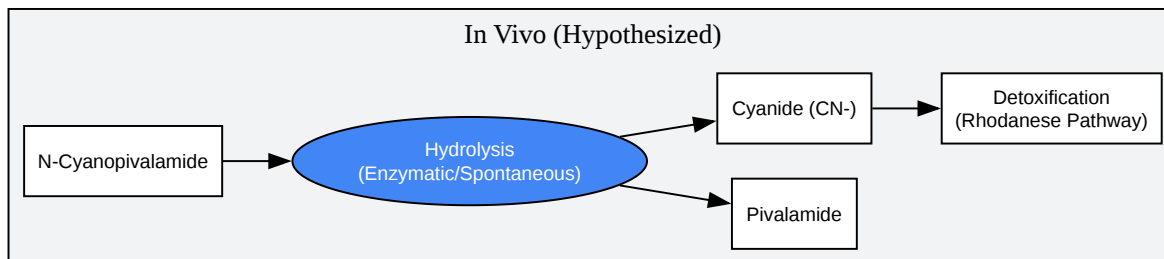 In Vivo (Hypothesized)
N-Cyanopivalamide
Hydrolysis
(Enzymatic/Spontaneous)
Cyanide (CN-)
Detoxification
(Rhodanese Pathway)
Pivalamide